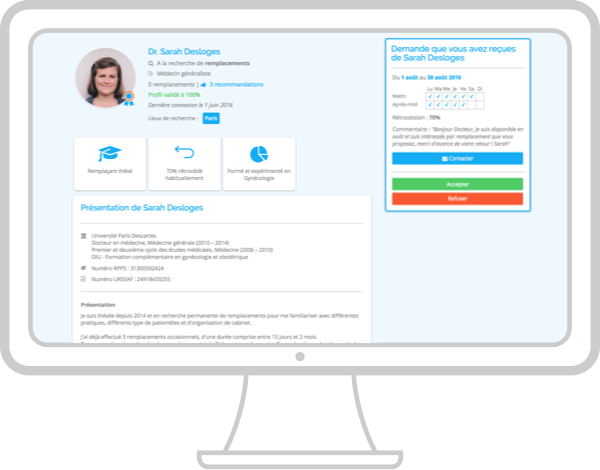 Dr. Sarah Desloges
A la recherche de remplacements
Médecin généraliste
0 remplacements | 3 recommandations
Profil validé à 100%
Dernière connexion le 1 juin 2016
Lieux de recherche : Paris
Remplaçant thésé
70% rétrocédé
habituellement
Formé et expérimenté en
Gynécologie
Présentation de Sarah Desloges
Université Paris Descartes
Docteur en médecine, Médecine générale (2010 – 2014)
Premier et deuxième cycle des études médicales, Médecine (2006 – 2010)
DIU - Formation complémentaire en gynécologie et obstétrique
Numéro RPPS : 31300592424
Numéro URSSAF : 24918433255
Présentation
Je suis thésée depuis 2014 et en recherche permanente de remplacements pour me familiariser avec différentes
pratiques, différents type de patientèles et d'organisation de cabinet.
J'ai déjà effectué 3 remplacements occasionnels, d'une durée comprise entre 15 jours et 2 mois.
Demande que vous avez reçues
de Sarah Desloges
Du 1 août au 30 août 2016
Lu Ma Me Je Ve Sa Di
Matin
Après-midi
Rétrocession : 70%
Commentaire : "Bonjour Docteur, je suis disponible en
août et suis intéressée par remplacement que vous
proposez, merci d'avance de votre retour ! Sarah"
Contacter
Accepter
Refuser